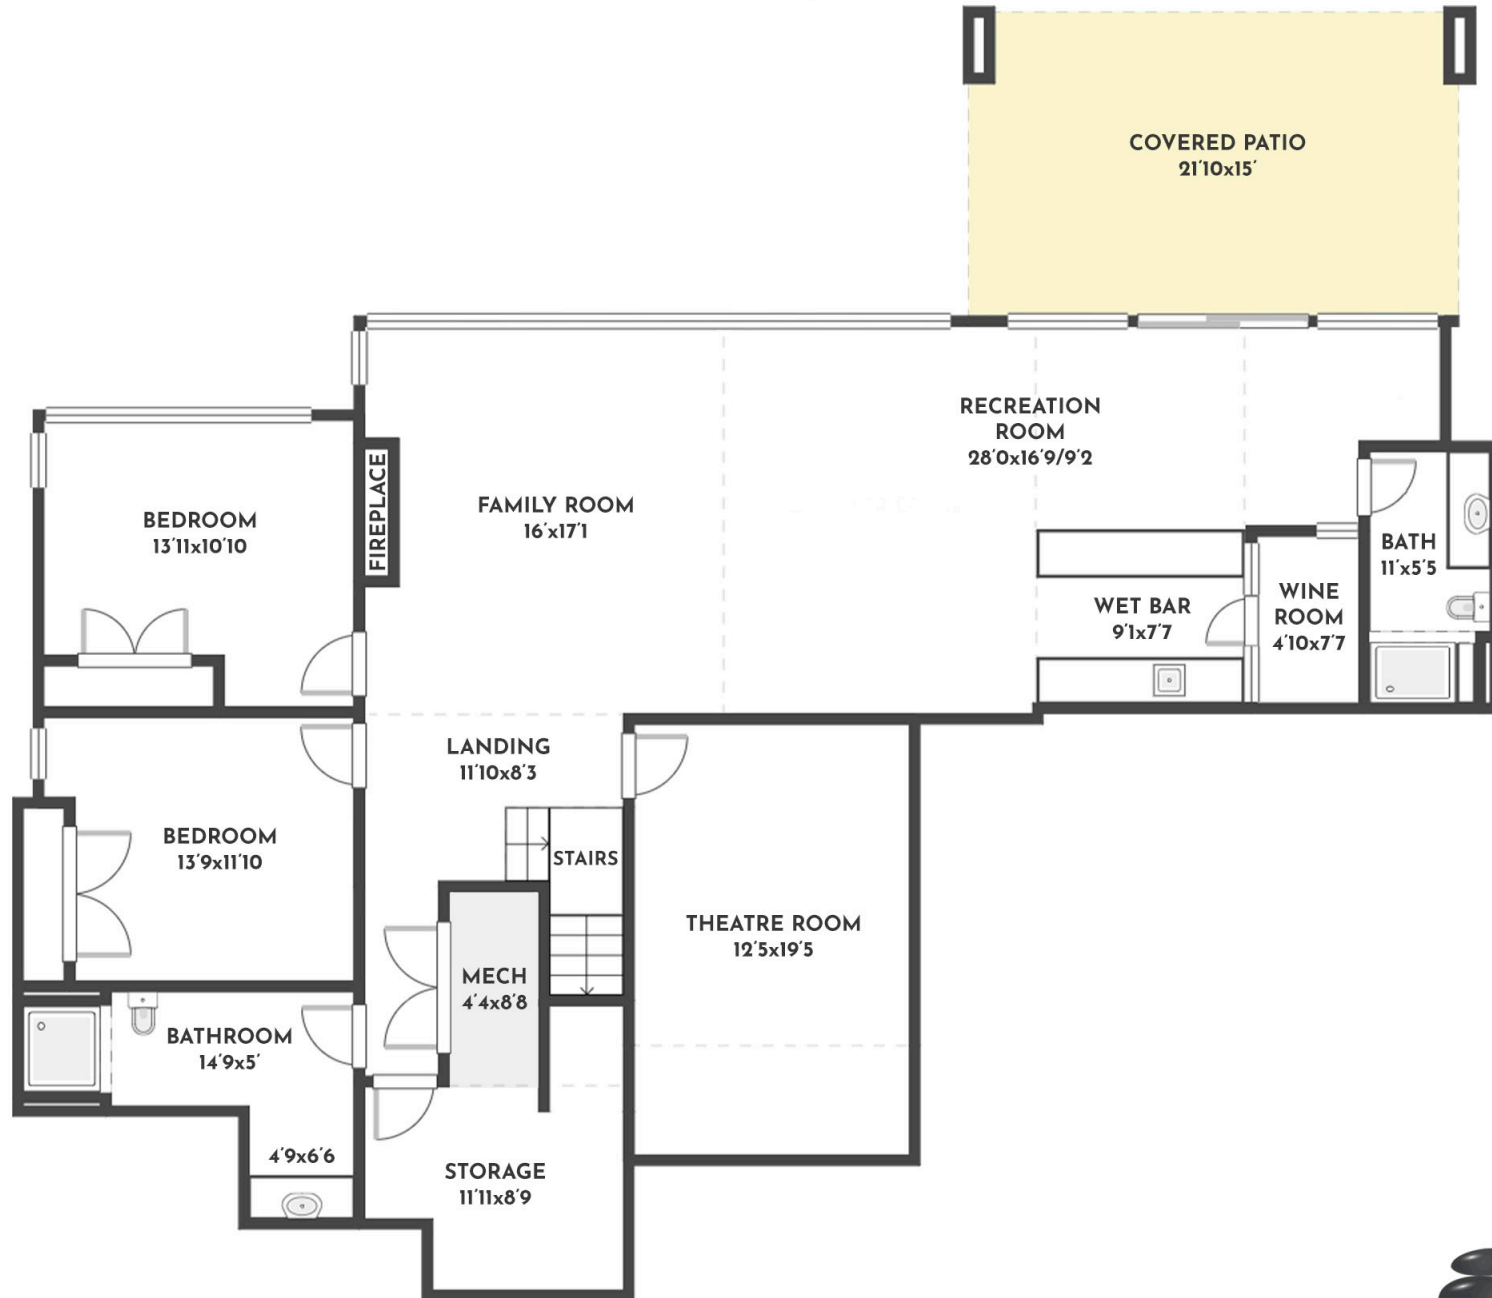 COVERED PATIO
21'10x15'
RECREATION
ROOM
28'0x16'9/9'2
FIREPLACE
FAMILY ROOM
16'x17'1
BEDROOM
13'11x10'10
BATH
11'x5'5
WET BAR
9'1x7'7
WINE
ROOM
4'10x7'7
LANDING
11'10x8'3
BEDROOM
13'9x11'10
STAIRS
THEATRE ROOM
12'5x19'5
MECH
4'4x8'8
BATHROOM
14'9x5'
4'9x6'6
STORAGE
11'11x8'9